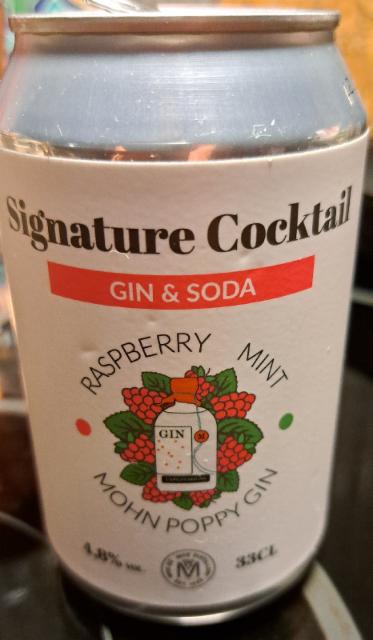 Signature Cocktail
GIN & SODA
RASPBERRY MINT
GIN
M
MOHN POPPY GIN
4,8% vol.
33CL